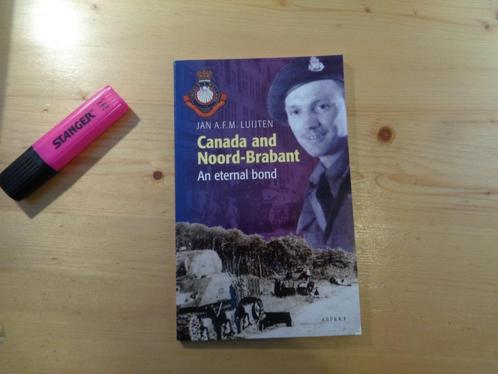 STANGER
JAN A.F.M. LUIJTEN
Canada and
Noord-Brabant
An eternal bond
ASPEKT